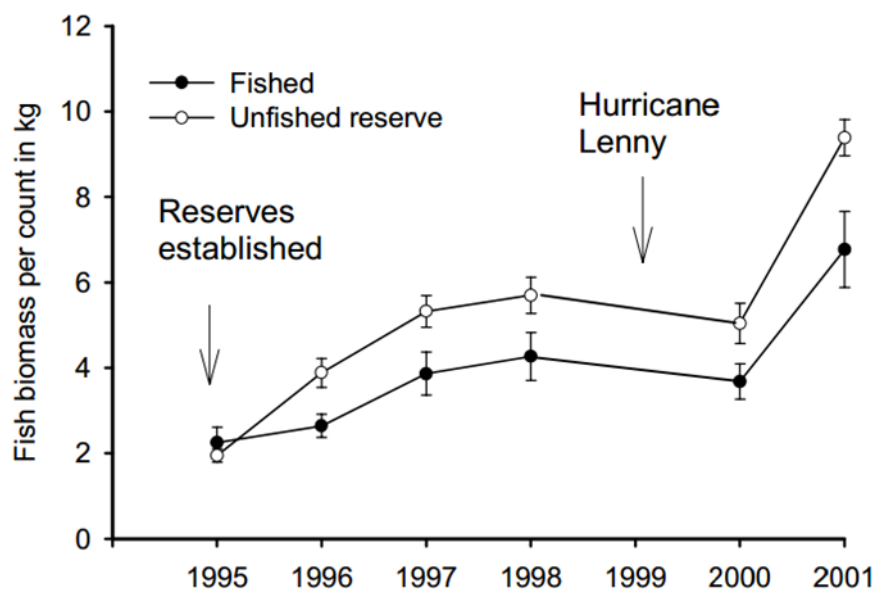 12
10
8
6
4
2
0
Fish biomass per count in kg
Fished
Unfished reserve
Hurricane
Lenny
Reserves
established
1995 1996 1997 1998 1999 2000 2001